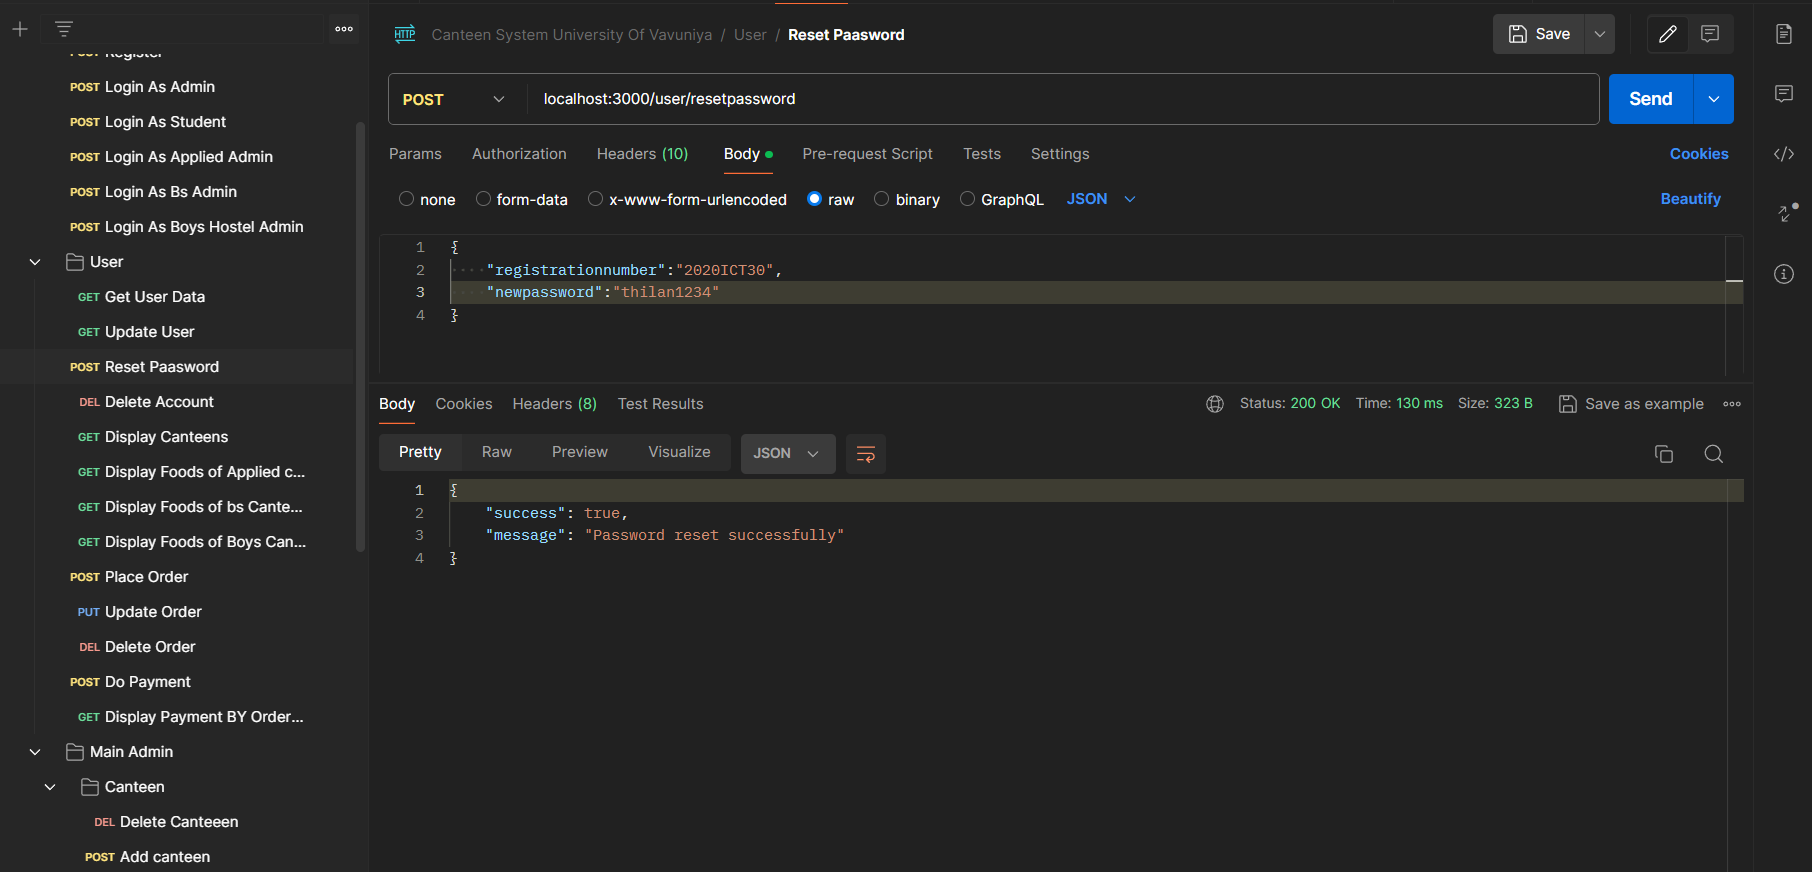 Register
POST Login As Admin
POST Login As Student
POST Login As Applied Admin
POST Login As Bs Admin
POST Login As Boys Hostel Admin
User
GET Get User Data
GET Update User
POST Reset Paasword
DEL Delete Account
GET Display Canteens
GET Display Foods of Applied c...
GET Display Foods of bs Cante...
GET Display Foods of Boys Can...
POST Place Order
PUT Update Order
DEL Delete Order
POST Do Payment
GET Display Payment BY Order...
Main Admin
Canteen
DEL Delete Canteeen
POST Add canteen
HTTP Canteen System University Of Vavuniya / User / Reset Paasword
Save
POST localhost:3000/user/resetpassword Send
Params Authorization Headers (10) Body Pre-request Script Tests Settings Cookies
none form-data x-www-form-urlencoded raw binary GraphQL JSON Beautify
1 {
2 "registrationnumber":"2020ICT30",
3 "newpassword":"thilan1234"
4 }
Body Cookies Headers (8) Test Results Status: 200 OK Time: 130 ms Size: 323 B Save as example
Pretty Raw Preview Visualize JSON
1 {
2 "success": true,
3 "message": "Password reset successfully"
4 }